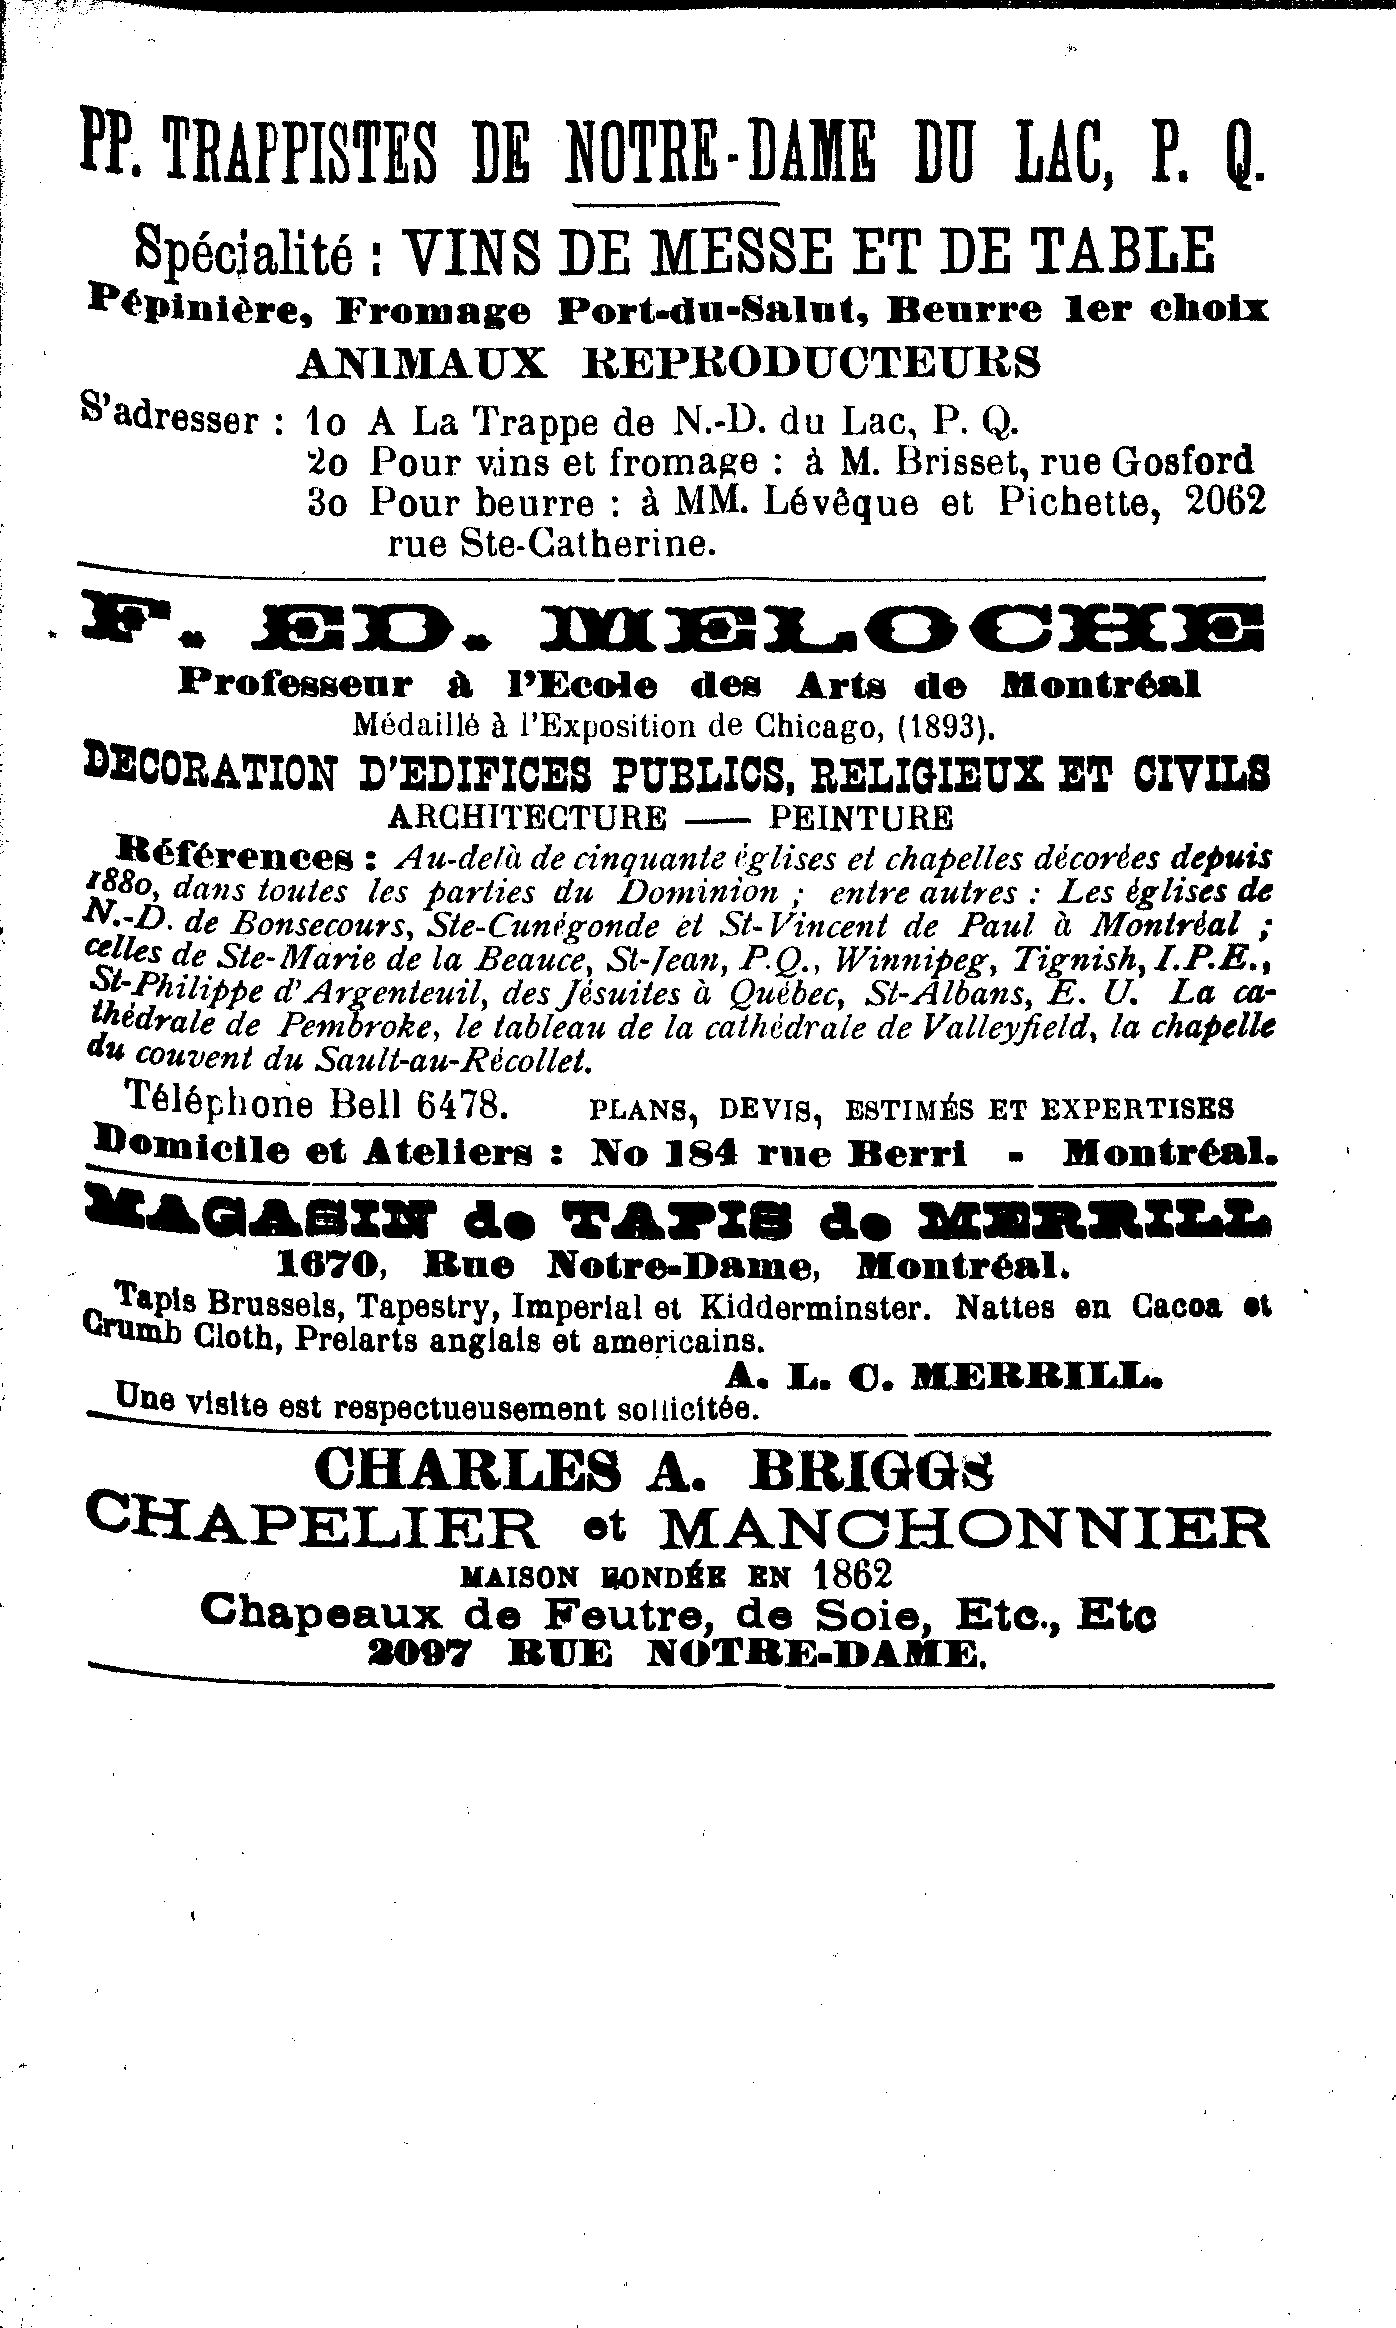 PP. TRAPPISTES DE NOTRE-DAME DU LAC, P. Q.
Spécialité : VINS DE MESSE ET DE TABLE
Pépinière, Fromage Port-du-Salut, Beurre 1er choix
ANIMAUX REPRODUCTEURS
S'adresser : 1o A La Trappe de N.-D. du Lac, P. Q.
2o Pour vins et fromage : à M. Brisset, rue Gosford
3o Pour beurre : à MM. Lévêque et Pichette, 2062
rue Ste-Catherine.
F. ED. MELOCHE
Professeur à l'Ecole des Arts de Montréal
Médaillé à l'Exposition de Chicago, (1893).
DECORATION D'EDIFICES PUBLICS, RELIGIEUX ET CIVILS
ARCHITECTURE — PEINTURE
Références : Au-delà de cinquante églises et chapelles décorées depuis
1880, dans toutes les parties du Dominion ; entre autres : Les églises de
N.-D. de Bonsecours, Ste-Cunégonde et St-Vincent de Paul à Montréal ;
celles de Ste-Marie de la Beauce, St-Jean, P.Q., Winnipeg, Tignish, I.P.E.,
St-Philippe d'Argenteuil, des Jésuites à Québec, St-Albans, E. U. La ca-
thédrale de Pembroke, le tableau de la cathédrale de Valleyfield, la chapelle
du couvent du Sault-au-Récollet.
Téléphone Bell 6478. PLANS, DEVIS, ESTIMÉS ET EXPERTISES
Domicile et Ateliers : No 184 rue Berri - Montréal.
MAGASIN de TAPIS de MERRILL
1670, Rue Notre-Dame, Montréal.
Tapis Brussels, Tapestry, Imperial et Kidderminster. Nattes en Cacoa et
Crumb Cloth, Prelarts anglais et americains.
A. L. C. MERRILL.
Une visite est respectueusement sollicitée.
CHARLES A. BRIGGS
CHAPELIER et MANCHONNIER
MAISON FONDÉE EN 1862
Chapeaux de Feutre, de Soie, Etc., Etc
2097 RUE NOTRE-DAME.